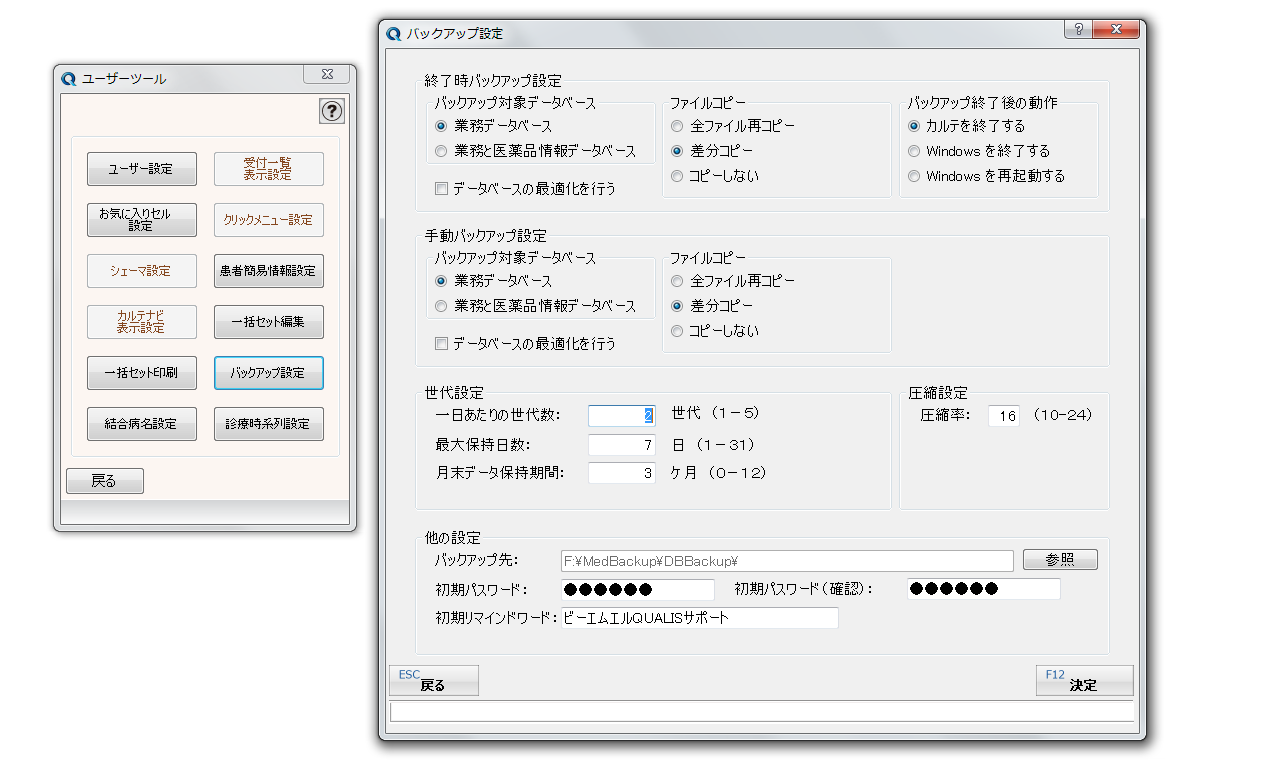 ユーザーツール
?
ユーザー設定
受付一覧
表示設定
お気に入りセル
設定
クリックメニュー設定
シェーマ設定
患者簡易情報設定
カルテナビ
表示設定
一括セット編集
一括セット印刷
バックアップ設定
結合病名設定
診療時系列設定
戻る
バックアップ設定
?
終了時バックアップ設定
バックアップ対象データベース
業務データベース
業務と医薬品情報データベース
データベースの最適化を行う
ファイルコピー
全ファイル再コピー
差分コピー
コピーしない
バックアップ終了後の動作
カルテを終了する
Windowsを終了する
Windowsを再起動する
手動バックアップ設定
バックアップ対象データベース
業務データベース
業務と医薬品情報データベース
データベースの最適化を行う
ファイルコピー
全ファイル再コピー
差分コピー
コピーしない
世代設定
一日あたりの世代数: 2 世代（1－5）
最大保持日数: 7 日（1－31）
月末データ保持期間: 3 ケ月（0－12）
圧縮設定
圧縮率: 16 （10-24）
他の設定
バックアップ先: F:¥MedBackup¥DBBackup¥ 参照
初期パスワード: ●●●●●● 初期パスワード（確認）: ●●●●●●
初期リマインドワード: ビーエムエルQUALISサポート
ESC
戻る
F12
決定